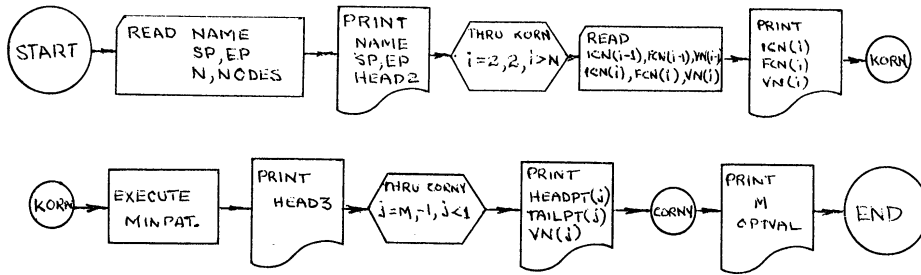 START
READ NAME
SP, EP
N, NODES
PRINT
NAME
SP, EP
HEAD2
THRU KORN
i=2,2,i>N
READ
ICN(i-1), FCN(i-1), VN(i-1)
ICN(i), FCN(i), VN(i)
PRINT
ICN(i)
FCN(i)
VN(i)
KORN
KORN
EXECUTE
MINPAT.
PRINT
HEAD3
THRU CORNY
j=M,-1,j<1
PRINT
HEADPT(j)
TAILPT(j)
VN(j)
CORNY
PRINT
M
OPTVAL
END